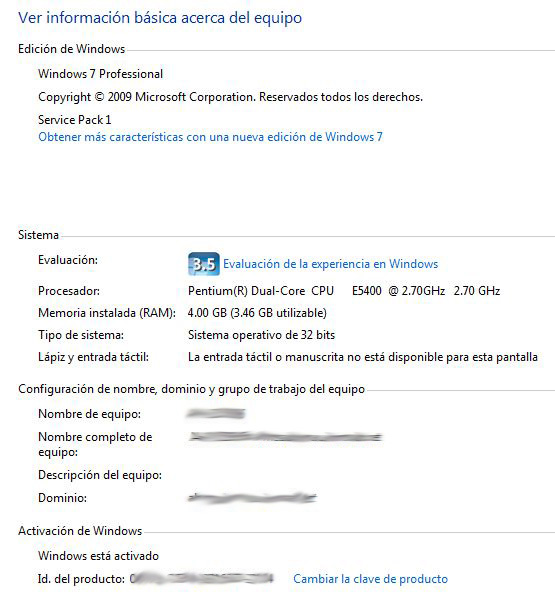 Ver información básica acerca del equipo
Edición de Windows
Windows 7 Professional
Copyright © 2009 Microsoft Corporation. Reservados todos los derechos.
Service Pack 1
Obtener más características con una nueva edición de Windows 7
Sistema
Evaluación: 3.5 Evaluación de la experiencia en Windows
Procesador: Pentium(R) Dual-Core CPU E5400 @ 2.70GHz 2.70 GHz
Memoria instalada (RAM): 4.00 GB (3.46 GB utilizable)
Tipo de sistema: Sistema operativo de 32 bits
Lápiz y entrada táctil: La entrada táctil o manuscrita no está disponible para esta pantalla
Configuración de nombre, dominio y grupo de trabajo del equipo
Nombre de equipo:
Nombre completo de
equipo:
Descripción del equipo:
Dominio:
Activación de Windows
Windows está activado
Id. del producto: Cambiar la clave de producto